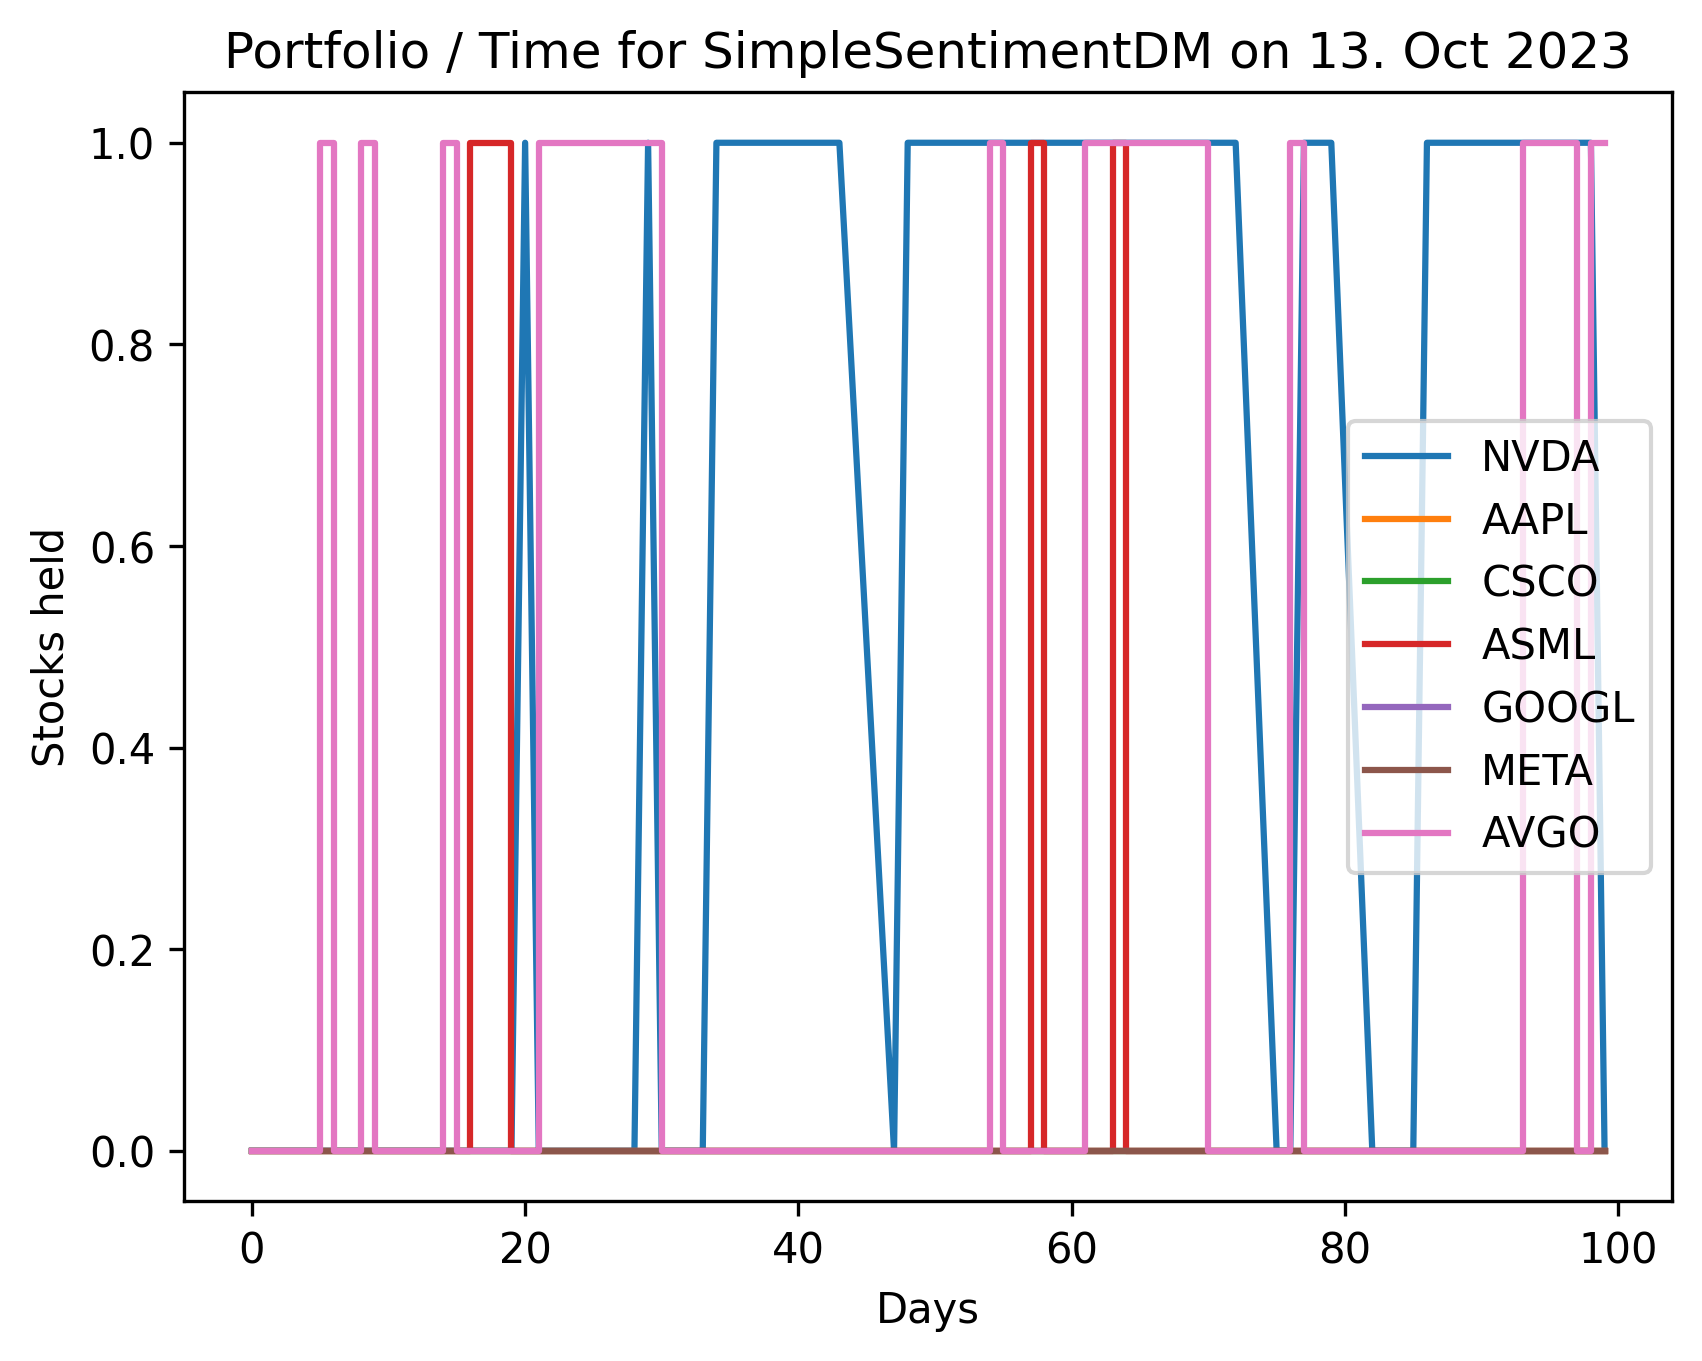 Portfolio / Time for SimpleSentimentDM on 13. Oct 2023
1.0
0.8
0.6
0.4
0.2
0.0
Stocks held
NVDA
AAPL
CSCO
ASML
GOOGL
META
AVGO
0 20 40 60 80 100
Days